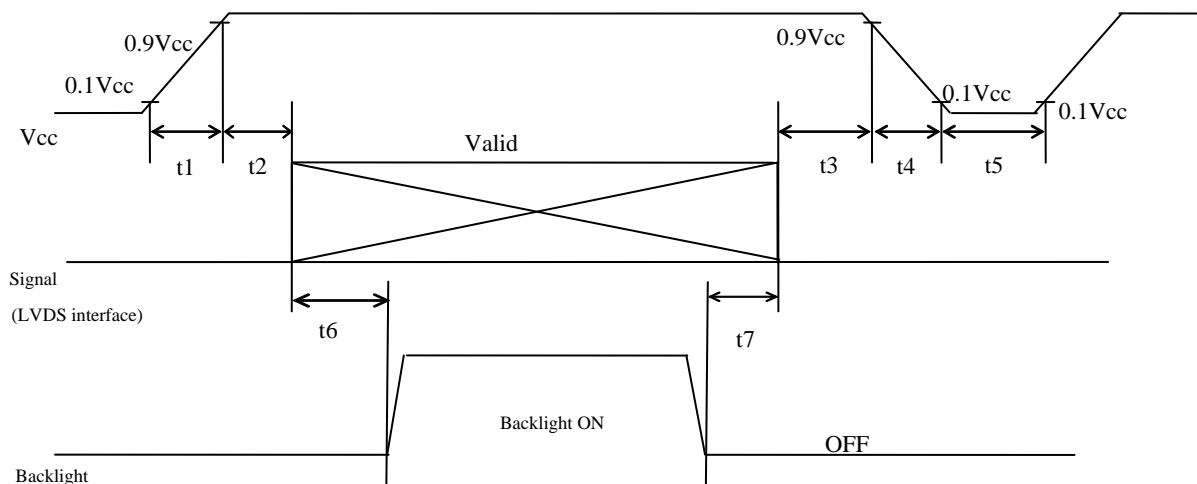 0.9Vcc
0.9Vcc
0.1Vcc
0.1Vcc
0.1Vcc
Vcc
Valid
t1
t2
t3
t4
t5
Signal
(LVDS interface)
t6
t7
Backlight ON
OFF
Backlight